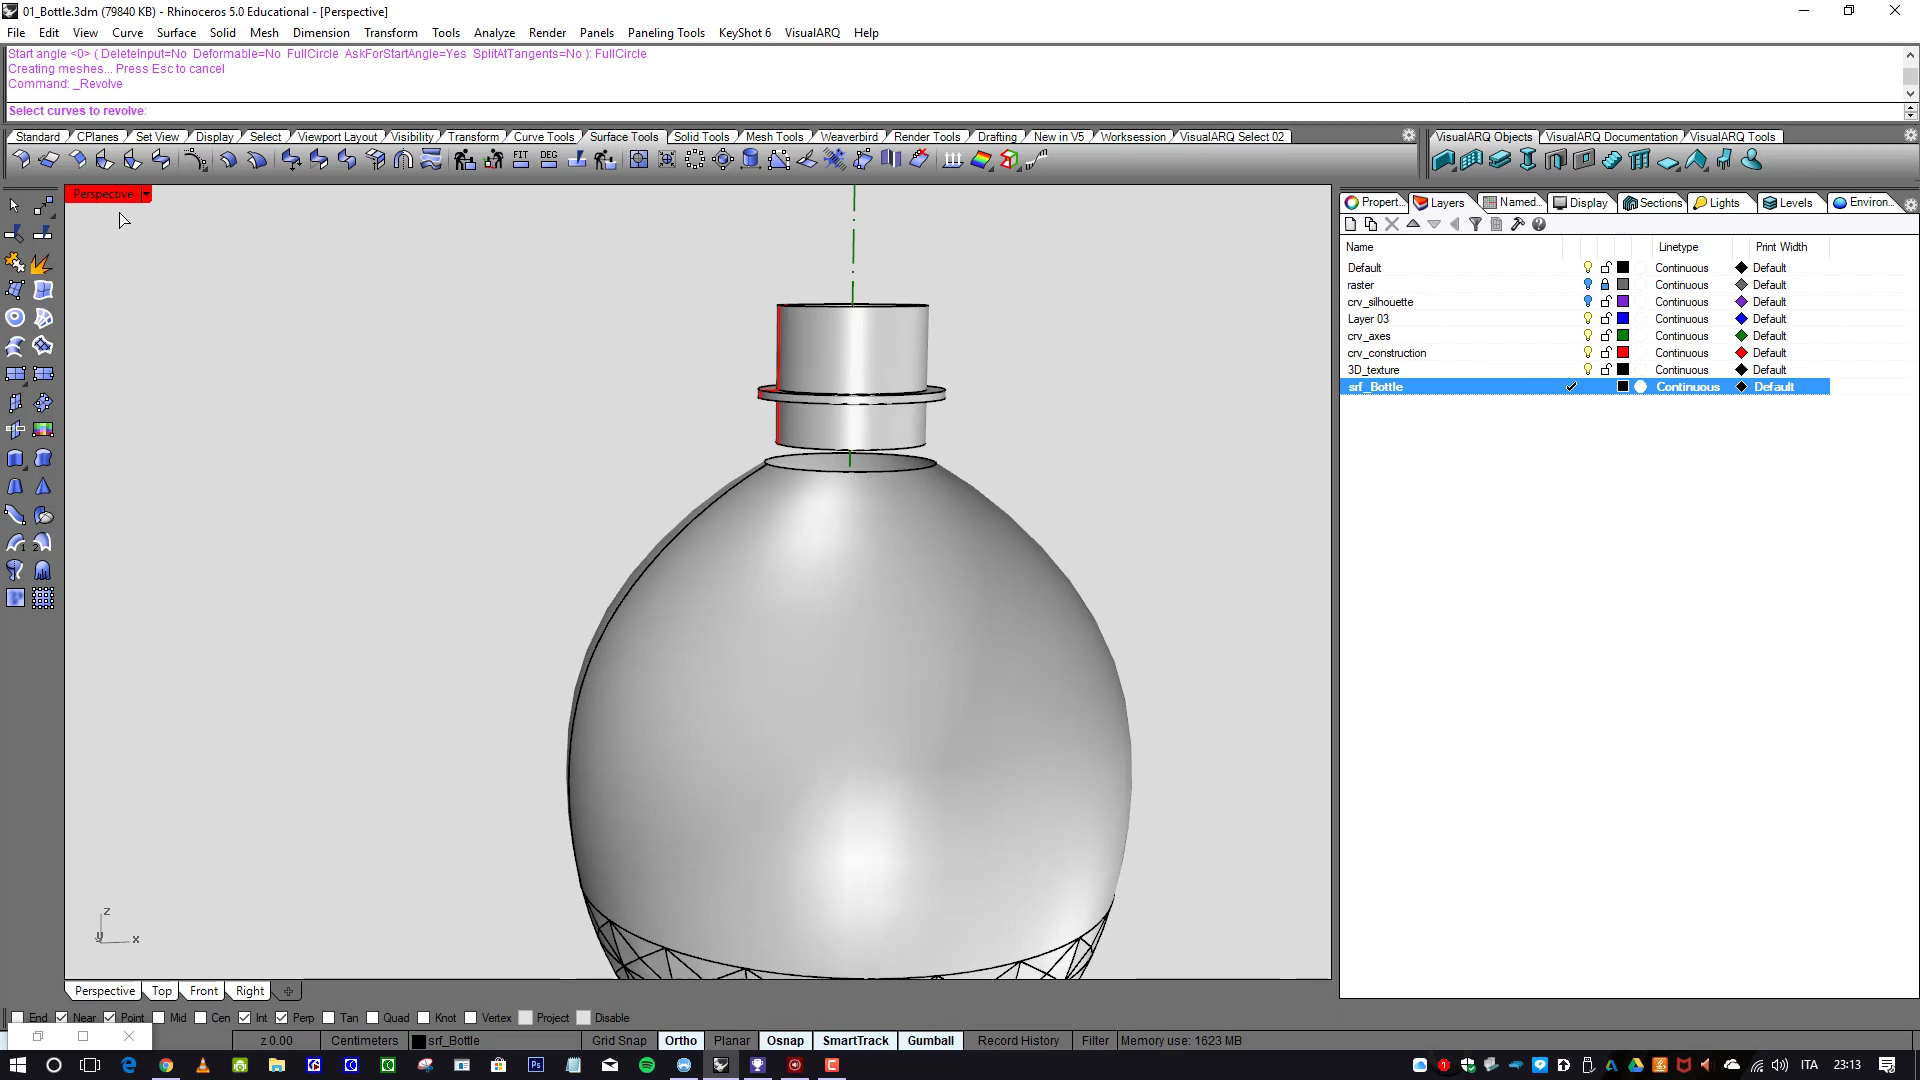 01_Bottle.3dm (79840 KB) - Rhinoceros 5.0 Educational - [Perspective]
File Edit View Curve Surface Solid Mesh Dimension Transform Tools Analyze Render Panels Paneling Tools KeyShot 6 VisualARQ Help
Start angle <0> ( DeleteInput=No Deformable=No FullCircle AskForStartAngle=Yes SplitAtTangents=No ): FullCircle
Creating meshes... Press Esc to cancel
Command: _Revolve
Select curves to revolve:
Standard CPlanes Set View Display Select Viewport Layout Visibility Transform Curve Tools Surface Tools Solid Tools Mesh Tools Weaverbird Render Tools Drafting New in V5 Worksession VisualARQ Select 02 VisualARQ Objects VisualARQ Documentation VisualARQ Tools
FIT DEG
Perspective
Propert... Layers Named... Display Sections Lights Levels Environ...
Name Linetype Print Width
Default Continuous Default
raster Continuous Default
crv_silhouette Continuous Default
Layer 03 Continuous Default
crv_axes Continuous Default
crv_construction Continuous Default
3D_texture Continuous Default
srf_Bottle Continuous Default
z
y x
Perspective Top Front Right
End Near Point Mid Cen Int Perp Tan Quad Knot Vertex Project Disable
z 0.00 Centimeters srf_Bottle Grid Snap Ortho Planar Osnap SmartTrack Gumball Record History Filter Memory use: 1623 MB
ITA 23:13